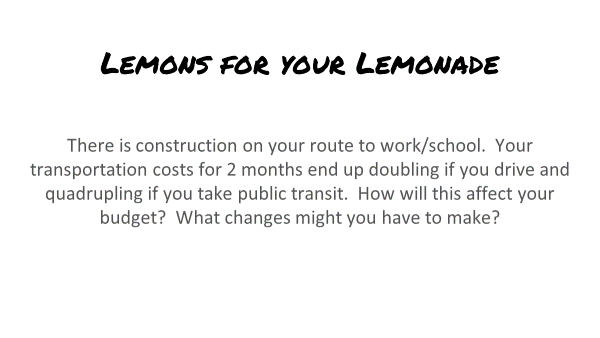 Lemons for your Lemonade
There is construction on your route to work/school.  Your
transportation costs for 2 months end up doubling if you drive and
quadrupling if you take public transit.  How will this affect your
budget?  What changes might you have to make?